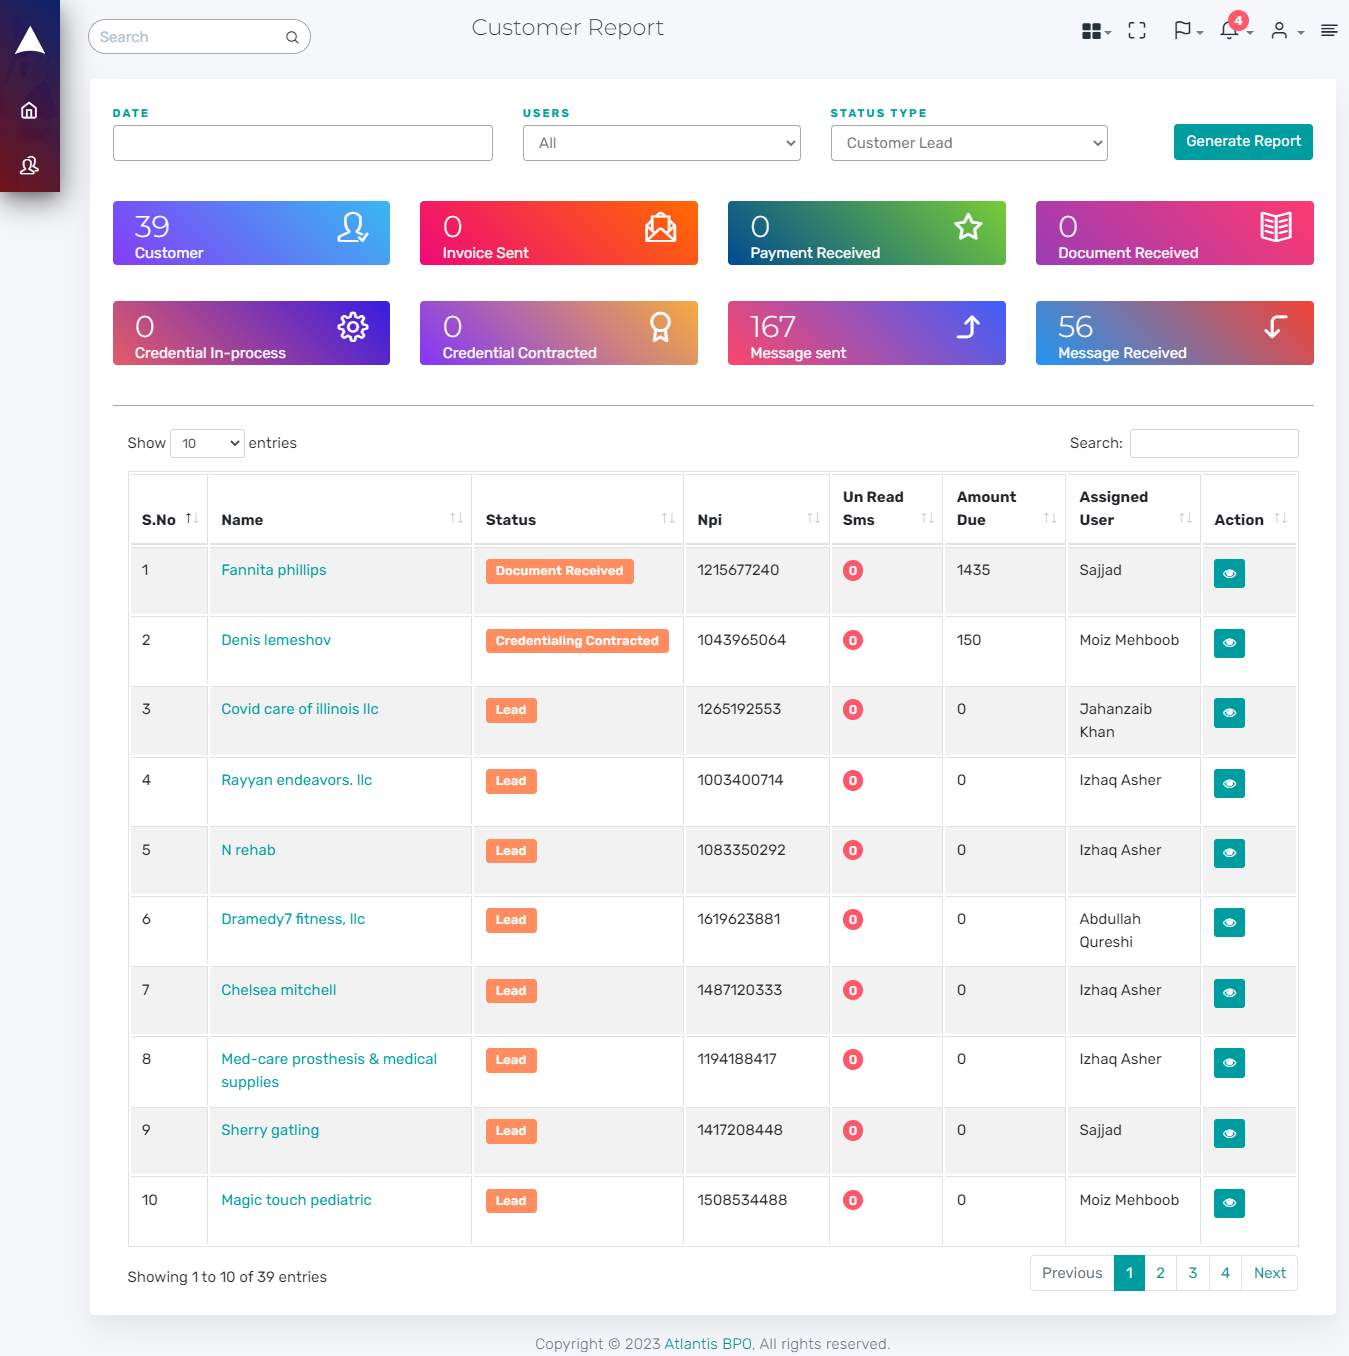 Search
Customer Report
4
DATE
USERS
STATUS TYPE
All
Customer Lead
Generate Report
39
Customer
0
Invoice Sent
0
Payment Received
0
Document Received
0
Credential In-process
0
Credential Contracted
167
Message sent
56
Message Received
Show 10 entries
Search:
S.No Name Status Npi Un Read Sms Amount Due Assigned User Action
1 Fannita phillips Document Received 1215677240 0 1435 Sajjad
2 Denis lemeshov Credentialing Contracted 1043965064 0 150 Moiz Mehboob
3 Covid care of illinois llc Lead 1265192553 0 0 Jahanzaib Khan
4 Rayyan endeavors. llc Lead 1003400714 0 0 Izhaq Asher
5 N rehab Lead 1083350292 0 0 Izhaq Asher
6 Dramedy7 fitness, llc Lead 1619623881 0 0 Abdullah Qureshi
7 Chelsea mitchell Lead 1487120333 0 0 Izhaq Asher
8 Med-care prosthesis & medical supplies Lead 1194188417 0 0 Izhaq Asher
9 Sherry gatling Lead 1417208448 0 0 Sajjad
10 Magic touch pediatric Lead 1508534488 0 0 Moiz Mehboob
Showing 1 to 10 of 39 entries
Previous 1 2 3 4 Next
Copyright © 2023 Atlantis BPO, All rights reserved.